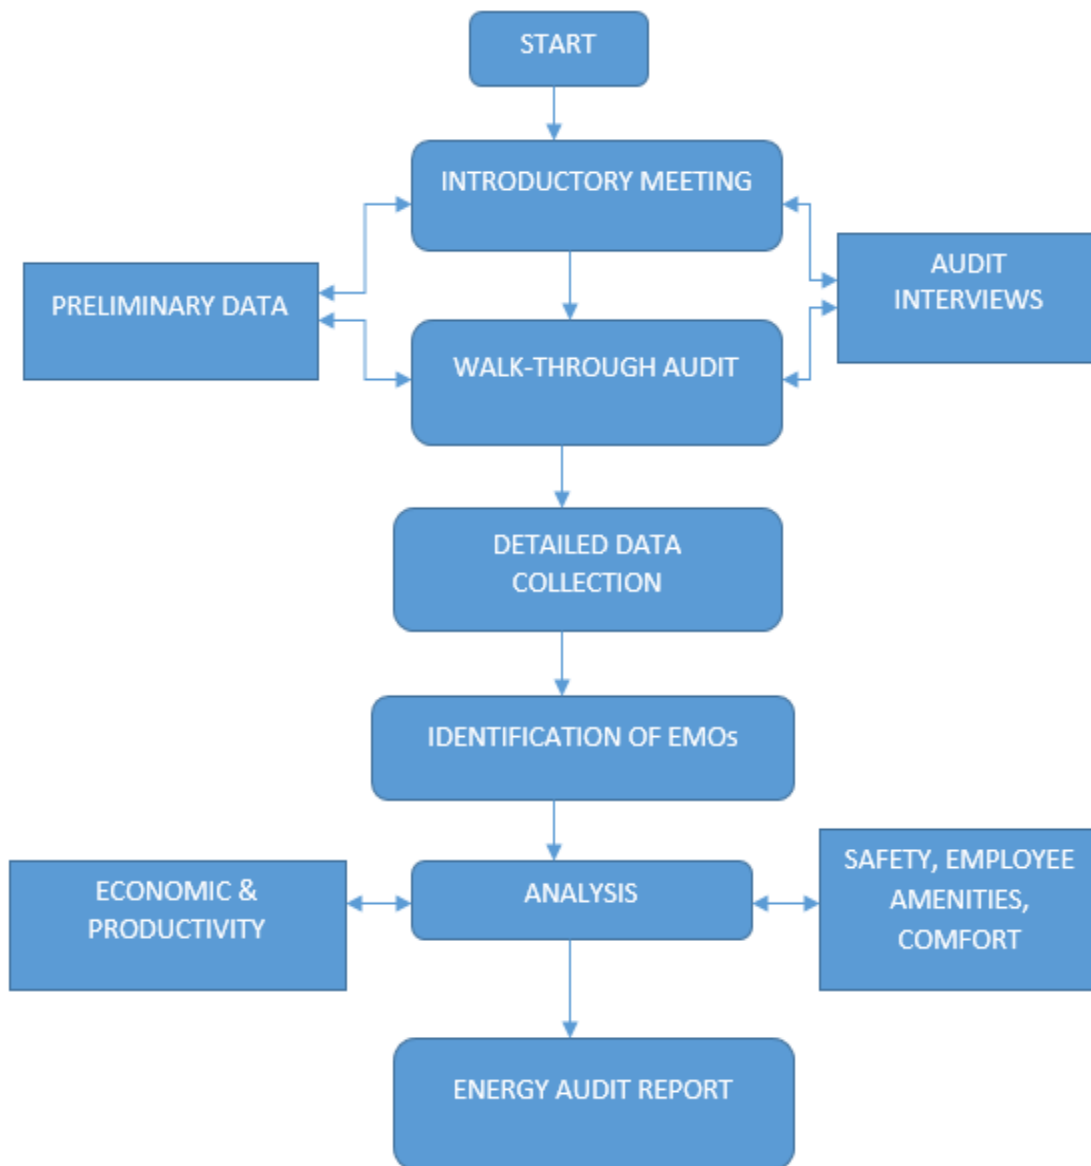 START
INTRODUCTORY MEETING
PRELIMINARY DATA
AUDIT
INTERVIEWS
WALK-THROUGH AUDIT
DETAILED DATA
COLLECTION
IDENTIFICATION OF EMOs
ECONOMIC &
PRODUCTIVITY
ANALYSIS
SAFETY, EMPLOYEE
AMENITIES,
COMFORT
ENERGY AUDIT REPORT